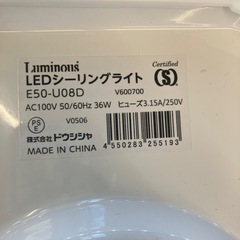 Luminous
Certified
S
LEDシーリングライト
E50-U08D V600700
AC100V 50/60Hz 36W ヒューズ3.15A/250V
PS
E
V0506
株式会社ドウシシャ
MADE IN CHINA
4 550283 255193